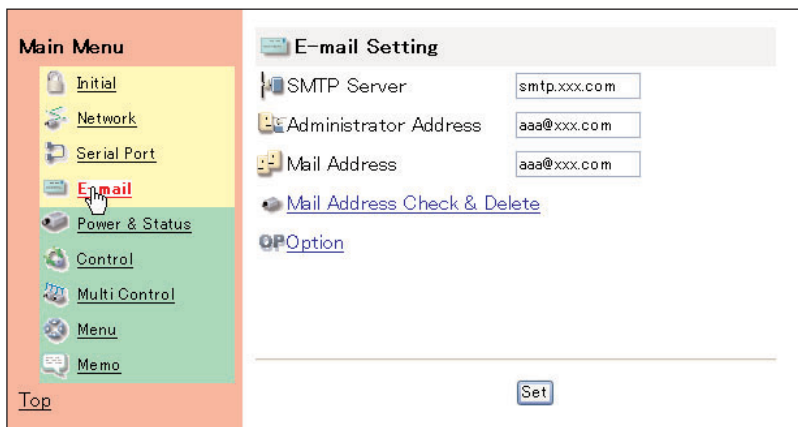 Main Menu
Initial
Network
Serial Port
E-mail
Power & Status
Control
Multi Control
Menu
Memo
Top
E-mail Setting
SMTP Server
smtp.xxx.com
Administrator Address
aaa@xxx.com
Mail Address
aaa@xxx.com
Mail Address Check & Delete
OP Option
Set